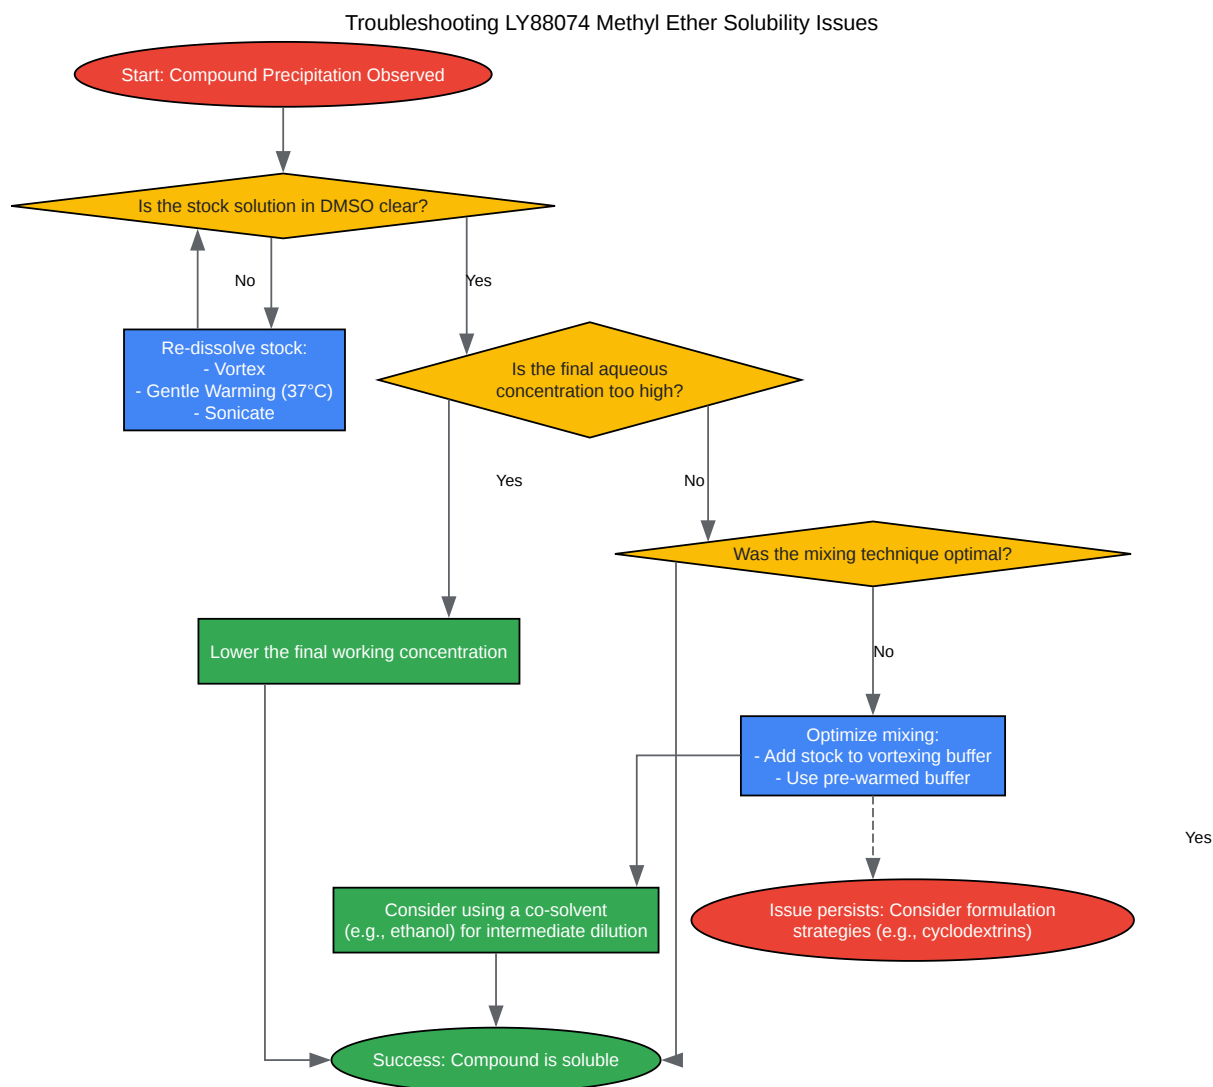 Troubleshooting LY88074 Methyl Ether Solubility Issues
Start: Compound Precipitation Observed
Is the stock solution in DMSO clear?
No
Yes
Re-dissolve stock:
- Vortex
- Gentle Warming (37°C)
- Sonicate
Is the final aqueous
concentration too high?
Yes
No
Was the mixing technique optimal?
Lower the final working concentration
No
Optimize mixing:
- Add stock to vortexing buffer
- Use pre-warmed buffer
Yes
Consider using a co-solvent
(e.g., ethanol) for intermediate dilution
Issue persists: Consider formulation
strategies (e.g., cyclodextrins)
Success: Compound is soluble